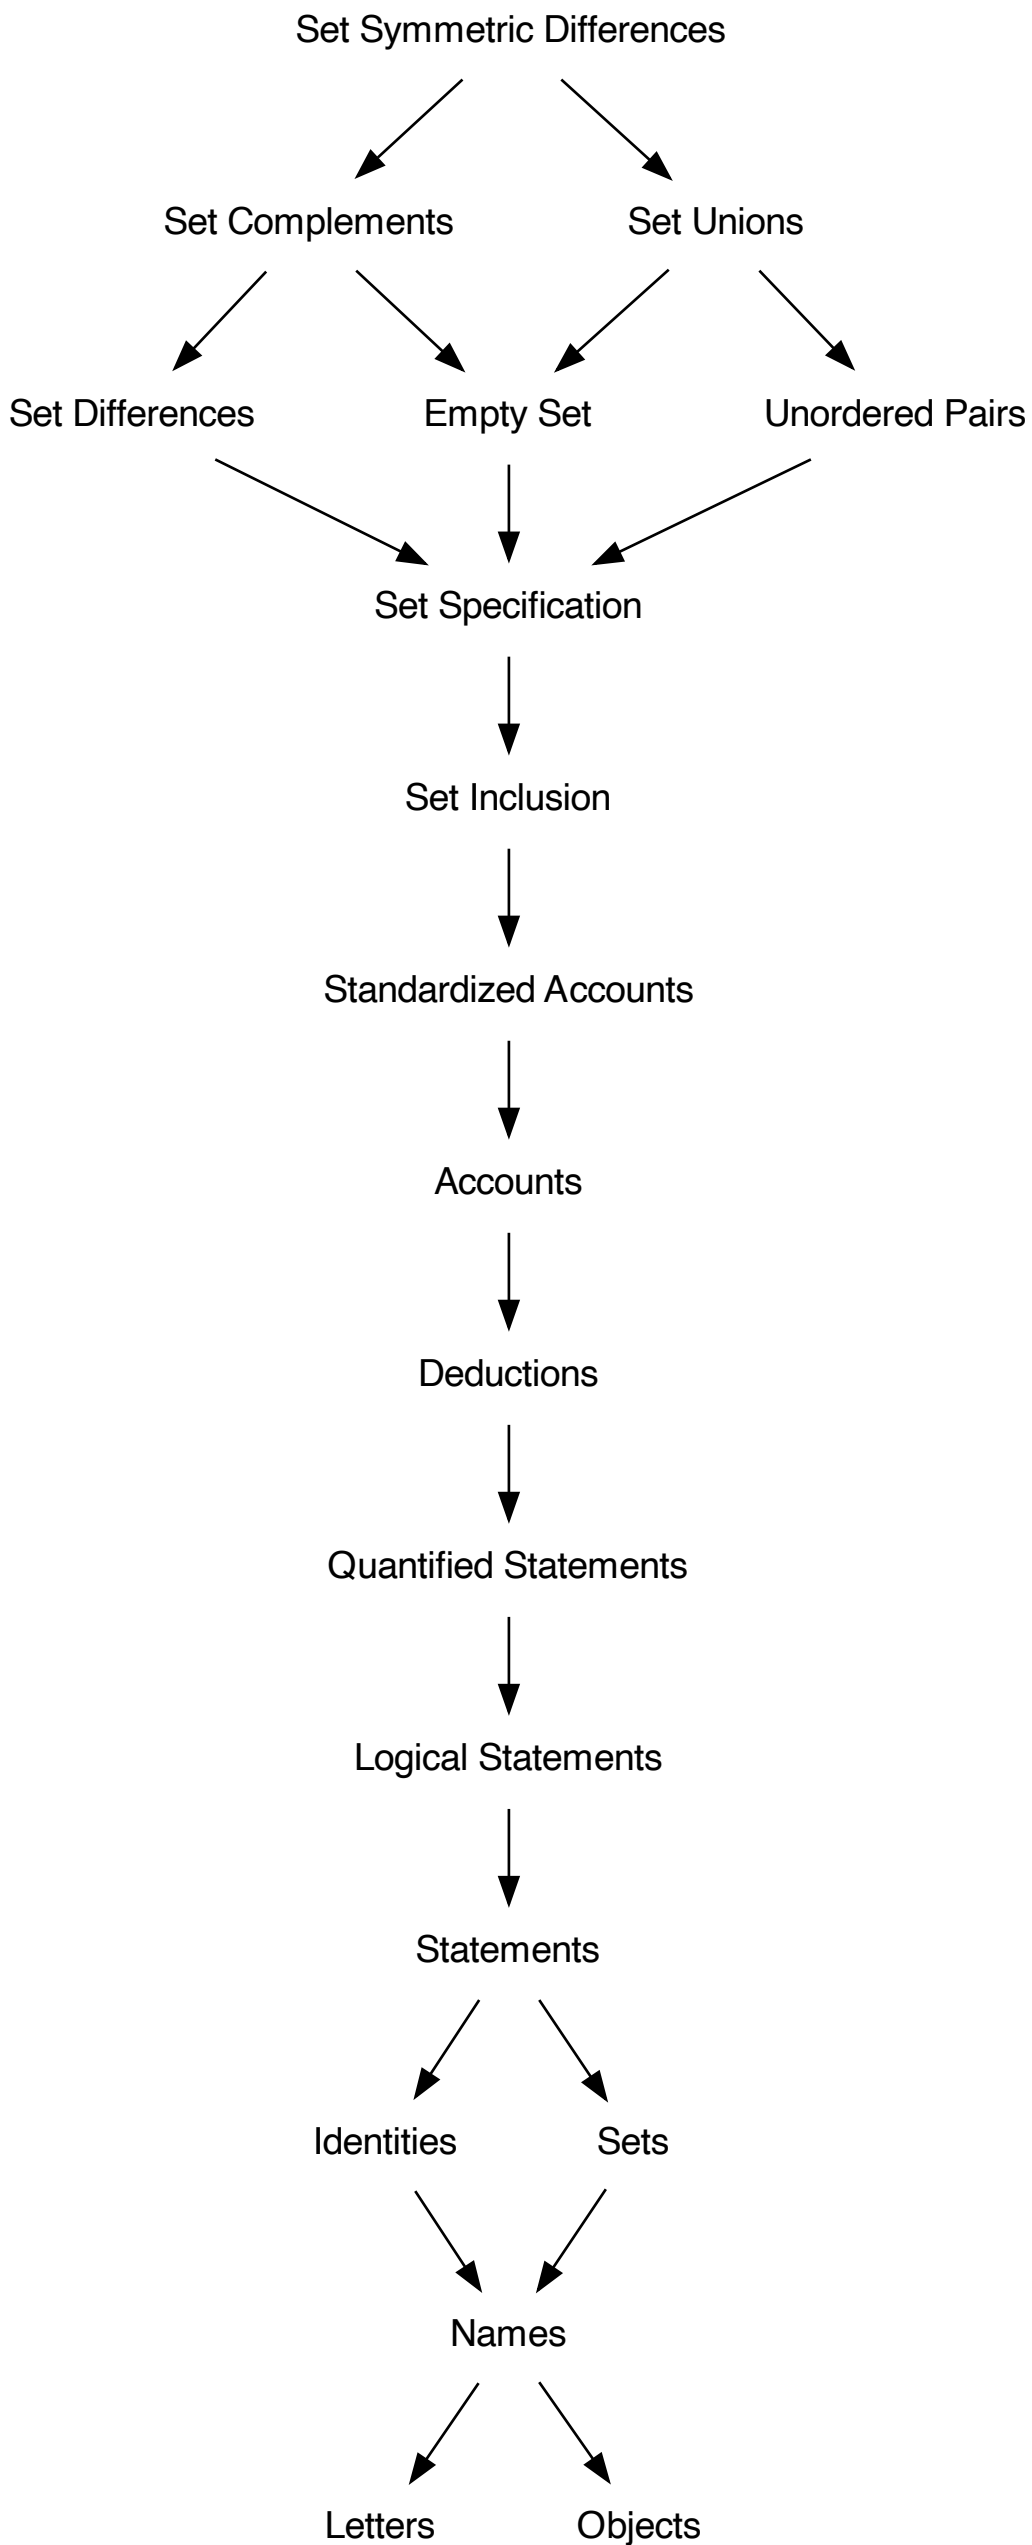 Set Symmetric Differences
Set Complements
Set Unions
Set Differences
Empty Set
Unordered Pairs
Set Specification
Set Inclusion
Standardized Accounts
Accounts
Deductions
Quantified Statements
Logical Statements
Statements
Identities
Sets
Names
Letters
Objects